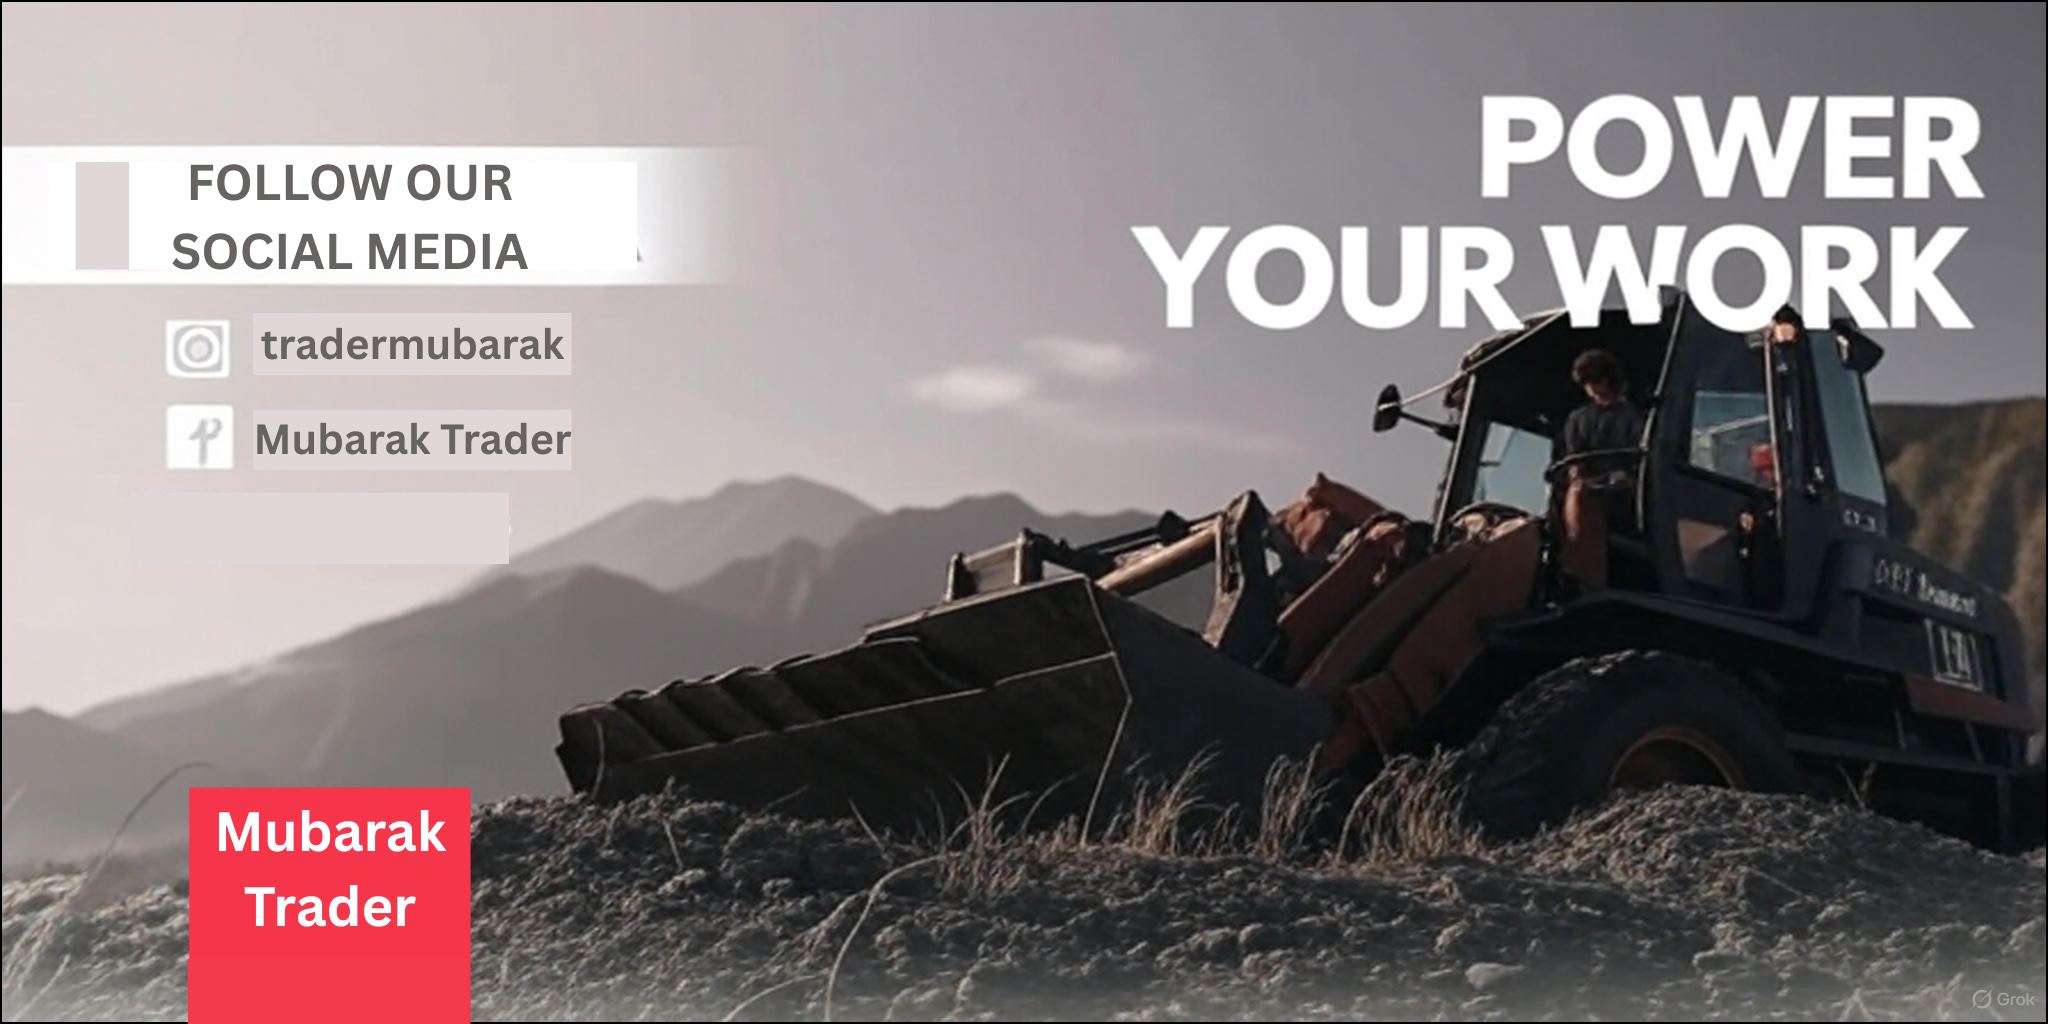 POWER
YOUR WORK
FOLLOW OUR
SOCIAL MEDIA
tradermubarak
Mubarak Trader
Mubarak
Trader
Grok